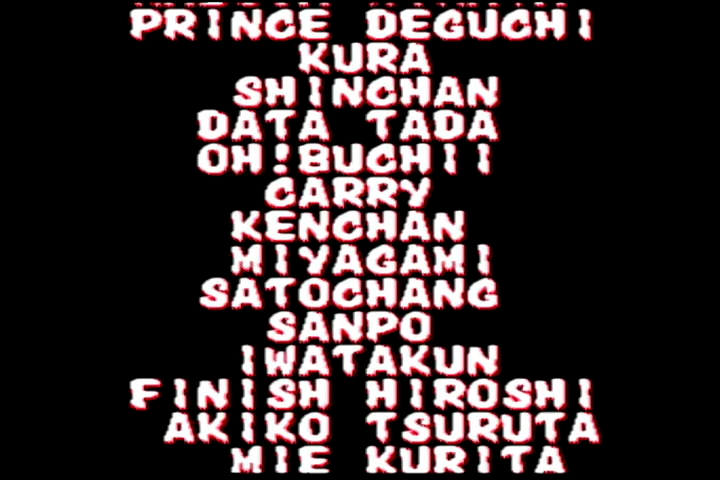 PRINCE DEGUCHI
KURA
SHINCHAN
DATA TADA
OH!BUCHII
CARRY
KENCHAN
MIYAGAMI
SATOCHANG
SANPO
IWATAKUN
FINISH HIROSHI
AKIKO TSURUTA
MIE KURITA